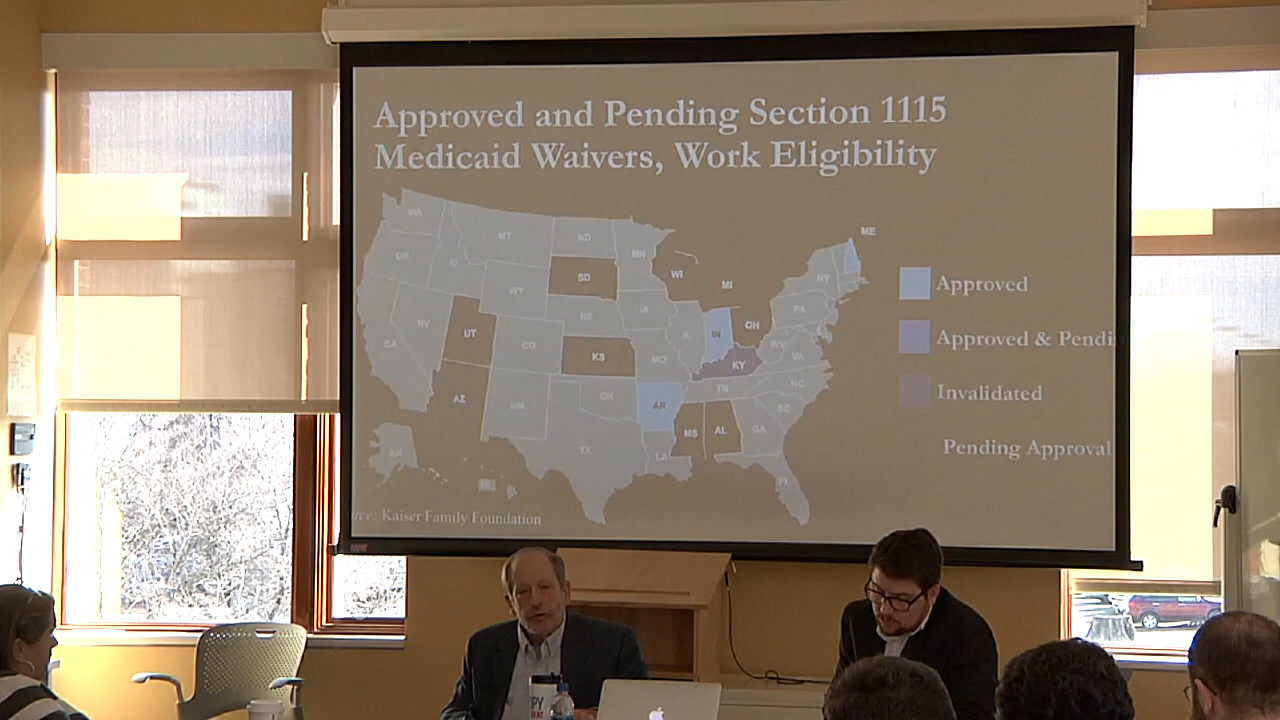 Approved and Pending Section 1115
Medicaid Waivers, Work Eligibility
WA
MT
ND
MN
OR
ID
SD
WI
MI
NY
ME
WY
IA
PA
NE
NV
UT
CO
IL
IN
OH
WV
VA
CA
KS
MO
KY
NC
AZ
NM
OK
AR
TN
SC
MS
AL
GA
TX
LA
AK
FL
HI
Approved
Approved & Pendi
Invalidated
Pending Approval
Kaiser Family Foundation